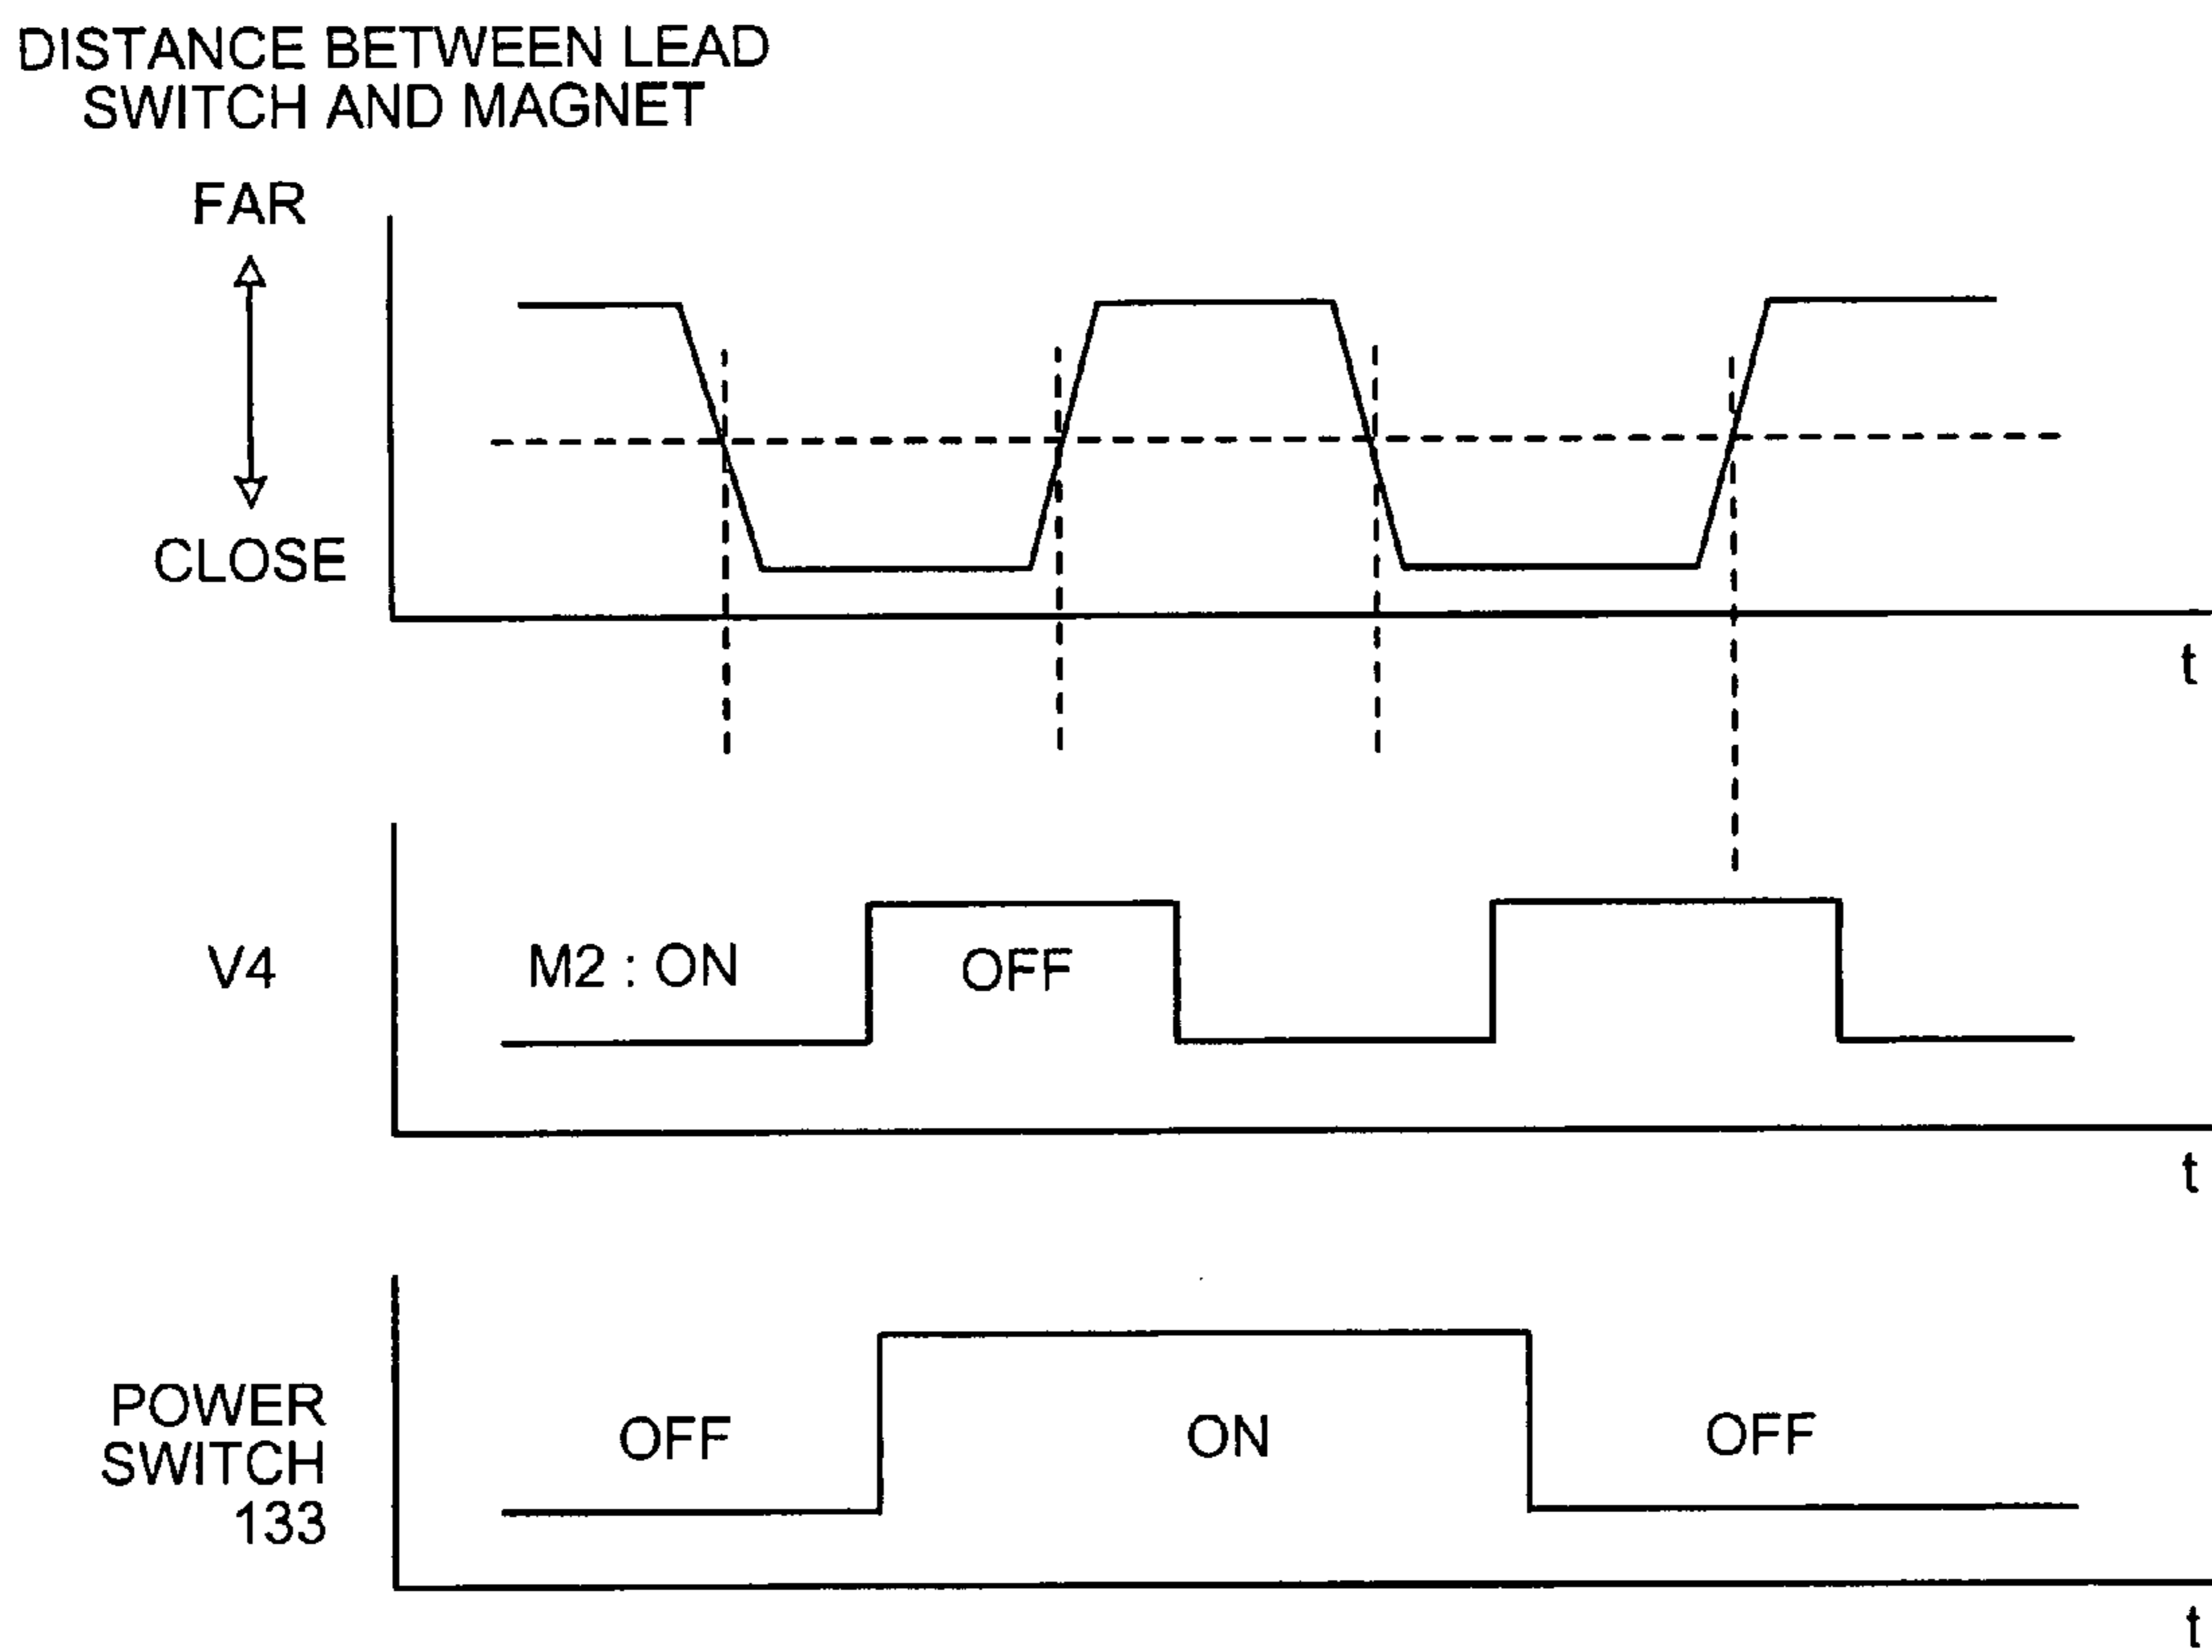 DISTANCE BETWEEN LEAD
SWITCH AND MAGNET
FAR
CLOSE
t
V4
M2 : ON
OFF
t
POWER
SWITCH
133
OFF
ON
OFF
t